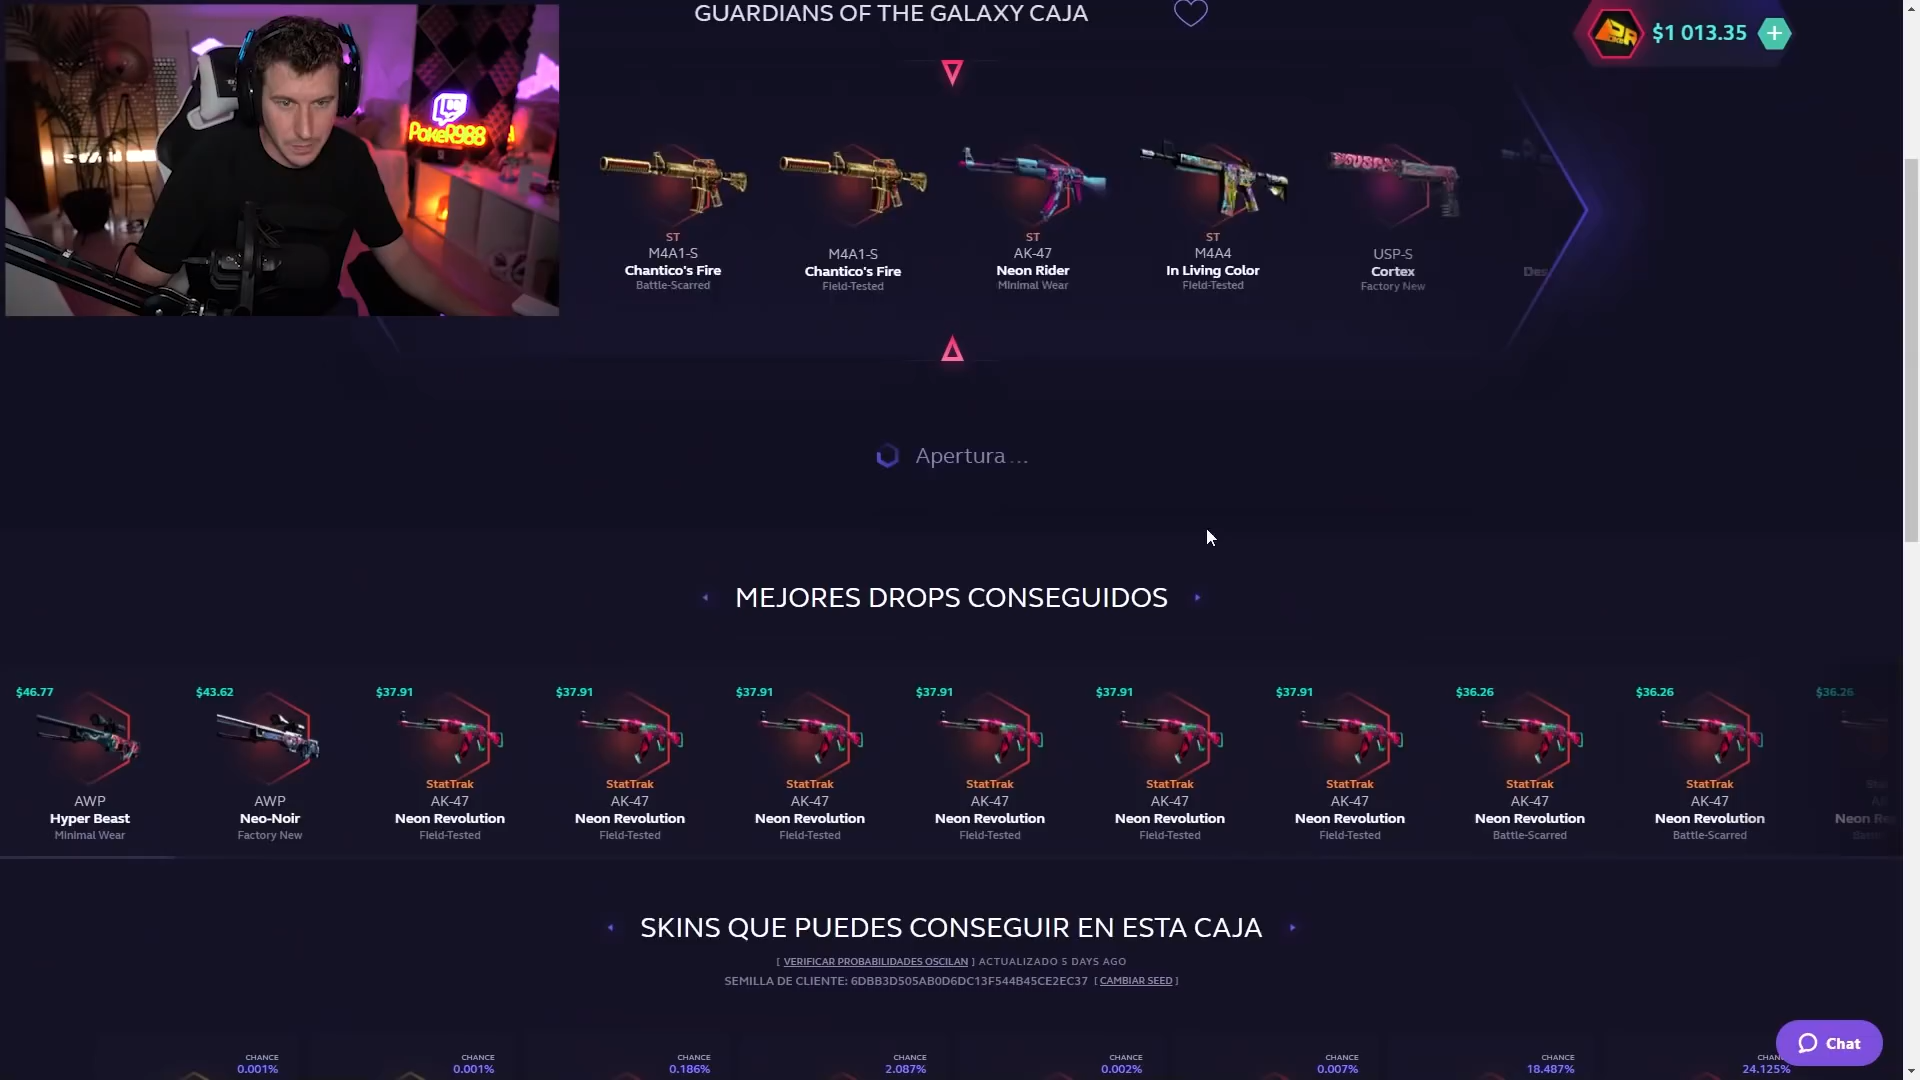 GUARDIANS OF THE GALAXY CAJA
$1 013.35
PokeR988
ST
M4A1-S
Chantico's Fire
Battle-Scarred
M4A1-S
Chantico's Fire
Field-Tested
ST
AK-47
Neon Rider
Minimal Wear
ST
M4A4
In Living Color
Field-Tested
USP-S
Cortex
Factory New
Des
Apertura...
MEJORES DROPS CONSEGUIDOS
$46.77
AWP
Hyper Beast
Minimal Wear
$43.62
AWP
Neo-Noir
Factory New
$37.91
StatTrak
AK-47
Neon Revolution
Field-Tested
$37.91
StatTrak
AK-47
Neon Revolution
Field-Tested
$37.91
StatTrak
AK-47
Neon Revolution
Field-Tested
$37.91
StatTrak
AK-47
Neon Revolution
Field-Tested
$37.91
StatTrak
AK-47
Neon Revolution
Field-Tested
$37.91
StatTrak
AK-47
Neon Revolution
Field-Tested
$36.26
StatTrak
AK-47
Neon Revolution
Battle-Scarred
$36.26
StatTrak
AK-47
Neon Revolution
Battle-Scarred
$36.26
Neon Re
SKINS QUE PUEDES CONSEGUIR EN ESTA CAJA
[ VERIFICAR PROBABILIDADES OSCILAN ] ACTUALIZADO 5 DAYS AGO
SEMILLA DE CLIENTE: 6DBB3D505AB0D6DC13F544B45CE2EC37 [ CAMBIAR SEED ]
CHANCE
0.001%
CHANCE
0.001%
CHANCE
0.186%
CHANCE
2.087%
CHANCE
0.002%
CHANCE
0.007%
CHANCE
18.487%
CHAN
24.125%
Chat